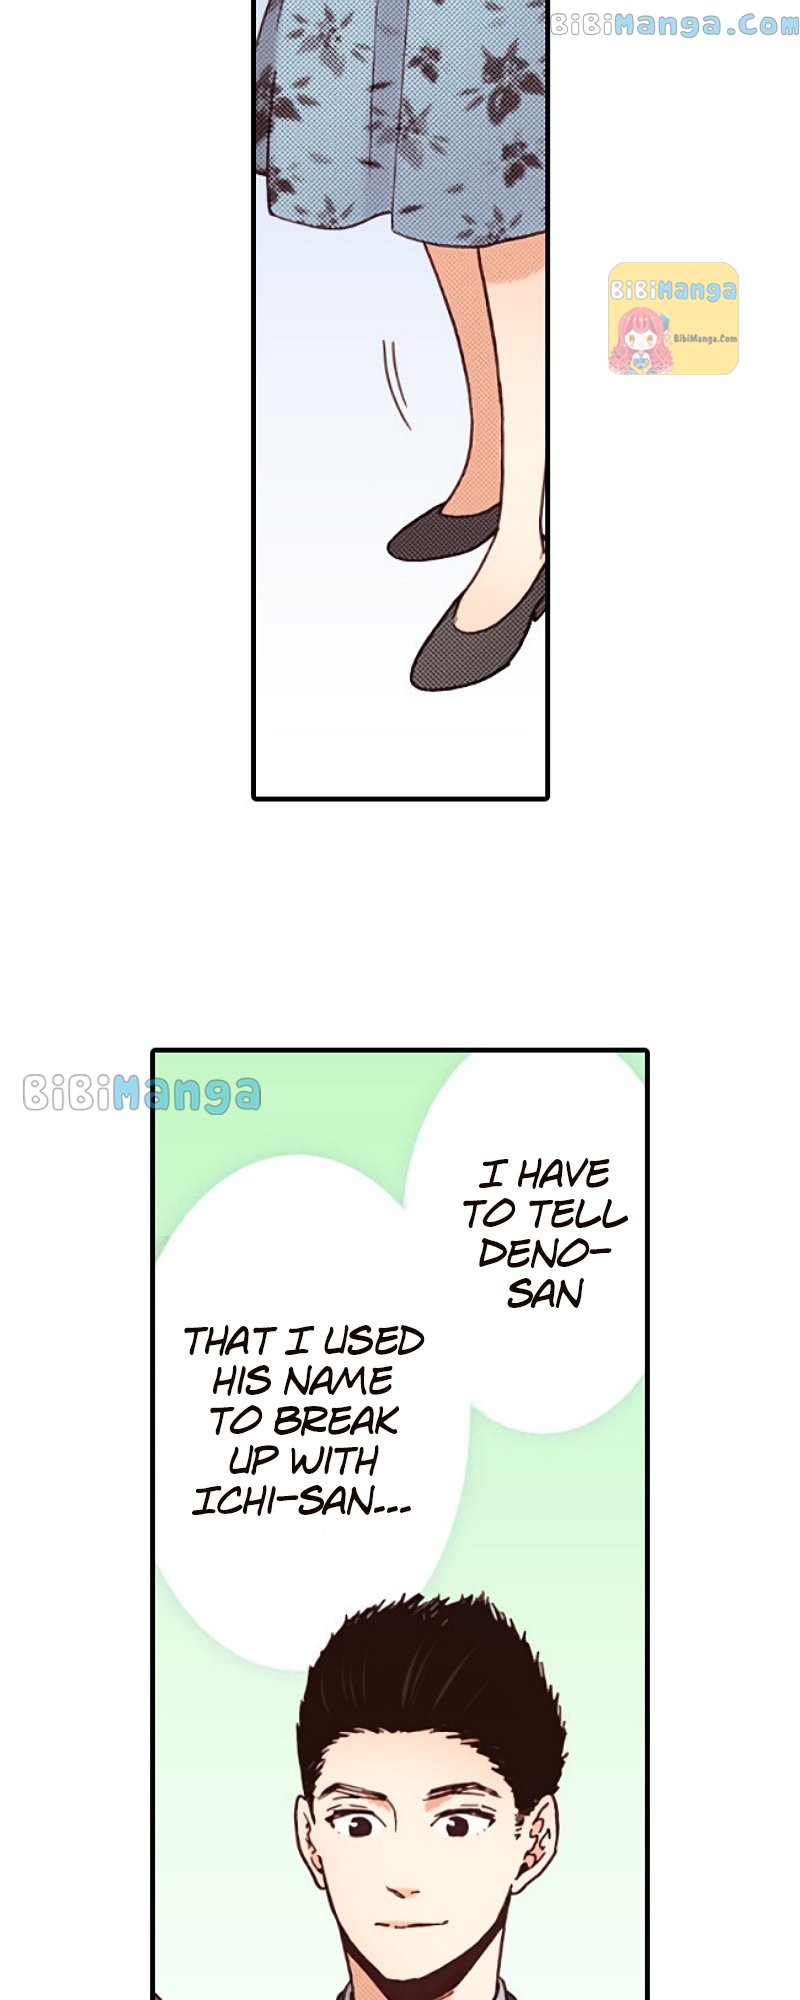 BiBiManga.Com
BiBiManga
BibiManga.Com
BiBiManga
I HAVE
TO TELL
DENO-
SAN
THAT I USED
HIS NAME
TO BREAK
UP WITH
ICHI-SAN...